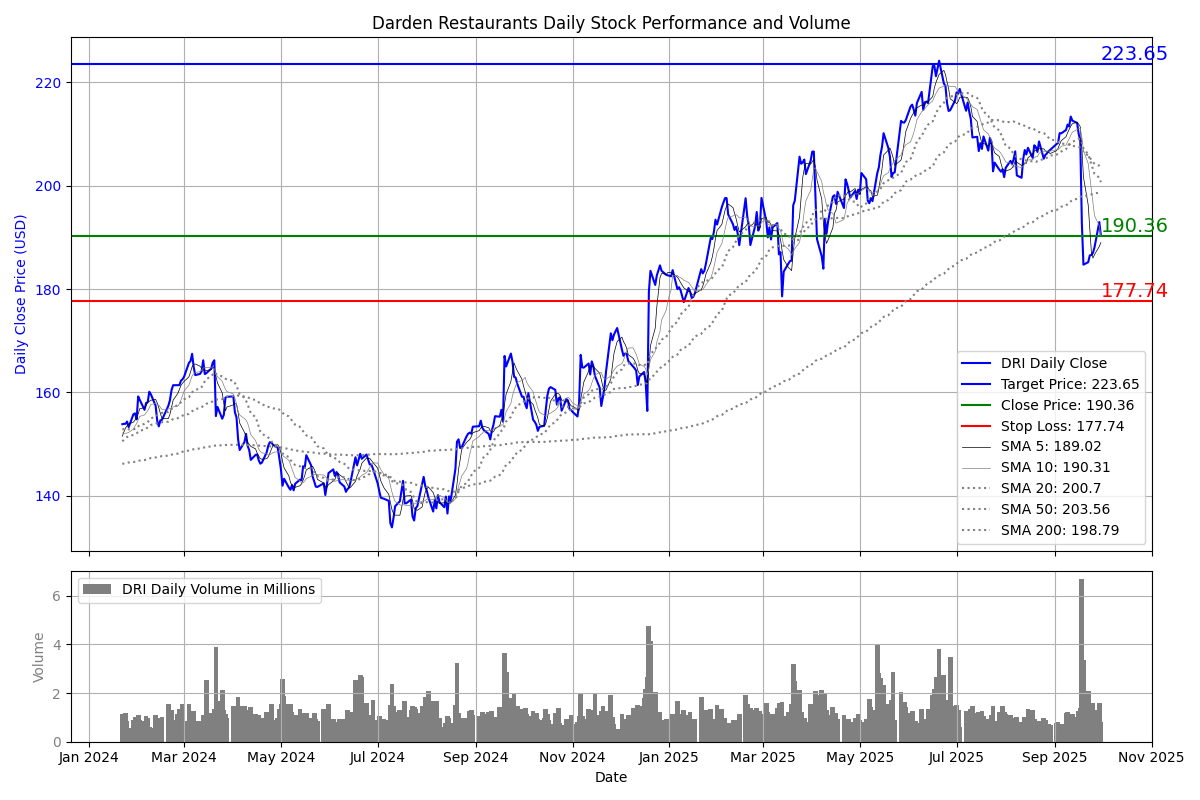 Darden Restaurants Daily Stock Performance and Volume
Daily Close Price (USD)
220
200
180
160
140
223.65
190.36
177.74
DRI Daily Close
Target Price: 223.65
Close Price: 190.36
Stop Loss: 177.74
SMA 5: 189.02
SMA 10: 190.31
SMA 20: 200.7
SMA 50: 203.56
SMA 200: 198.79
DRI Daily Volume in Millions
Volume
6
4
2
0
Jan 2024 Mar 2024 May 2024 Jul 2024 Sep 2024 Nov 2024 Jan 2025 Mar 2025 May 2025 Jul 2025 Sep 2025 Nov 2025
Date